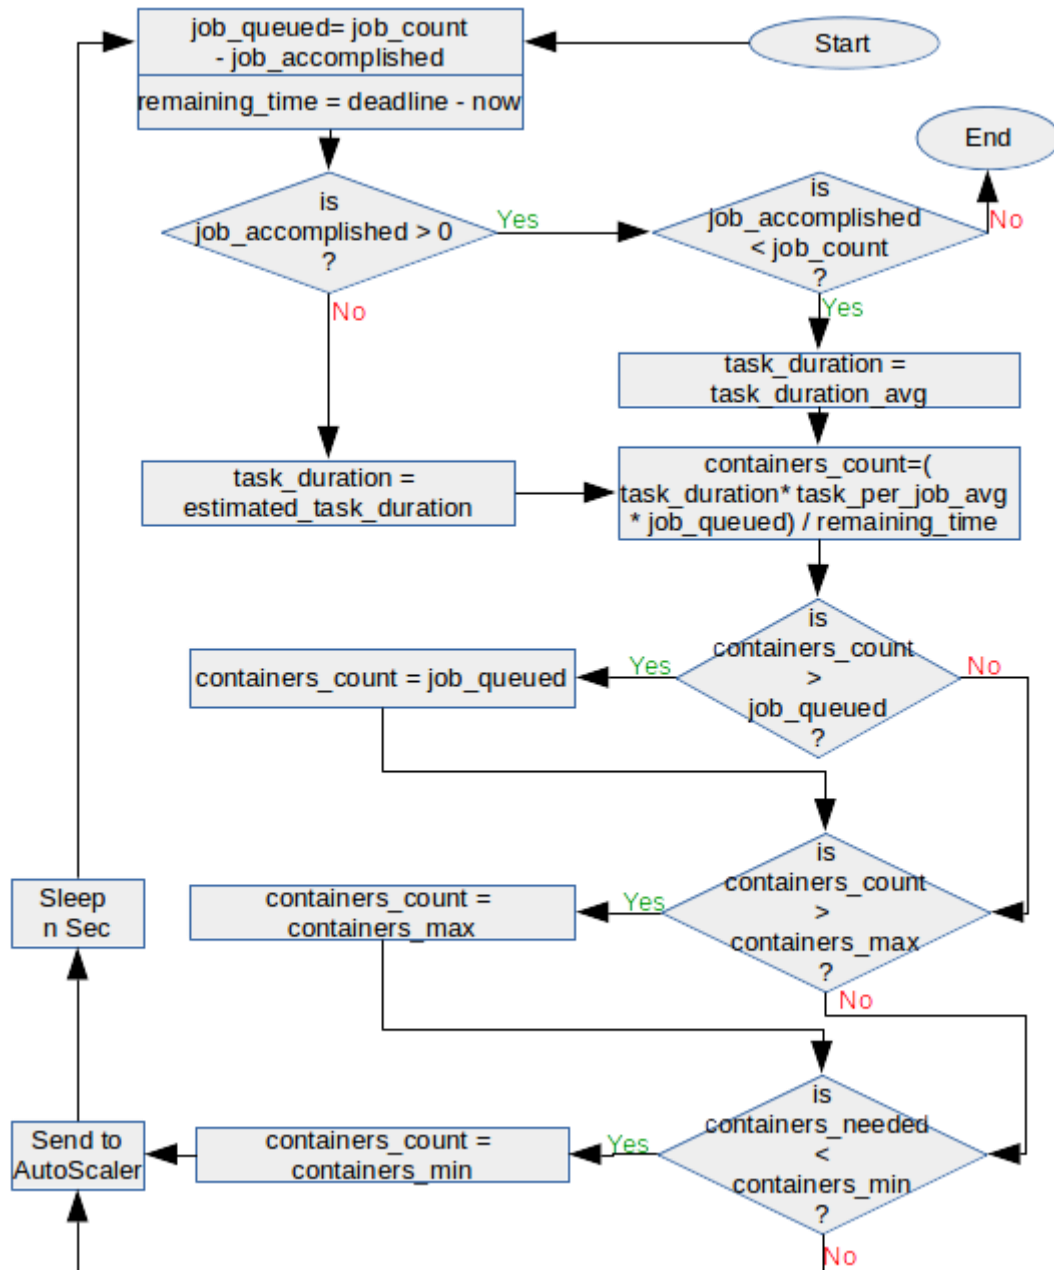 job_queued= job_count
- job_accomplished
Start
remaining_time = deadline - now
End
is
job_accomplished > 0
?
Yes
No
is
job_accomplished
< job_count
?
No
Yes
task_duration =
task_duration_avg
task_duration =
estimated_task_duration
containers_count=(
task_duration* task_per_job_avg
* job_queued) / remaining_time
is
containers_count
>
job_queued
?
Yes
No
containers_count = job_queued
is
containers_count
>
containers_max
?
Yes
No
containers_count =
containers_max
Sleep
n Sec
is
containers_needed
<
containers_min
?
Yes
No
containers_count =
containers_min
Send to
AutoScaler